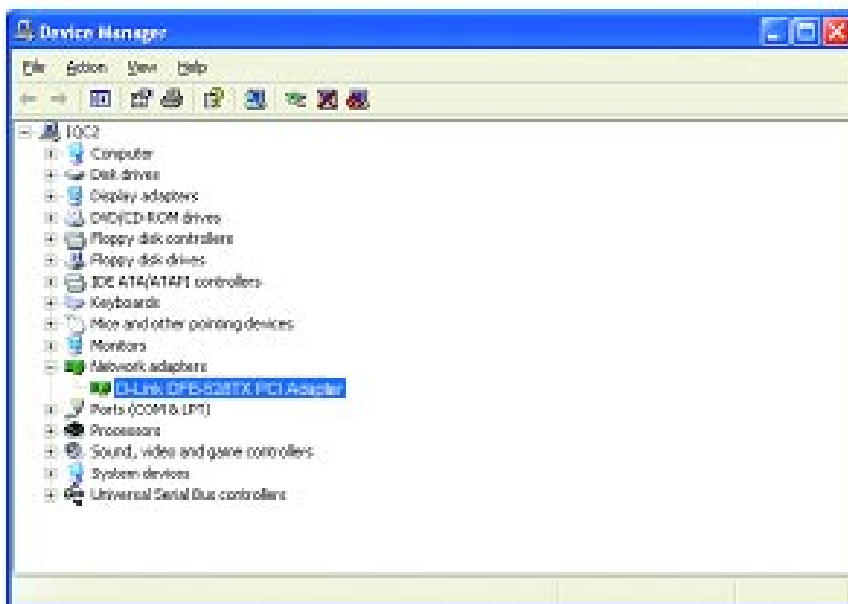 Device Manager
File Action View Help
IQC2
Computer
Disk drives
Display adapters
DVD/CD-ROM drives
Floppy disk controllers
Floppy disk drives
IDE ATA/ATAPI controllers
Keyboards
Mice and other pointing devices
Monitors
Network adapters
D-Link DFE-528TX PCI Adapter
Ports (COM & LPT)
Processors
Sound, video and game controllers
System devices
Universal Serial Bus controllers